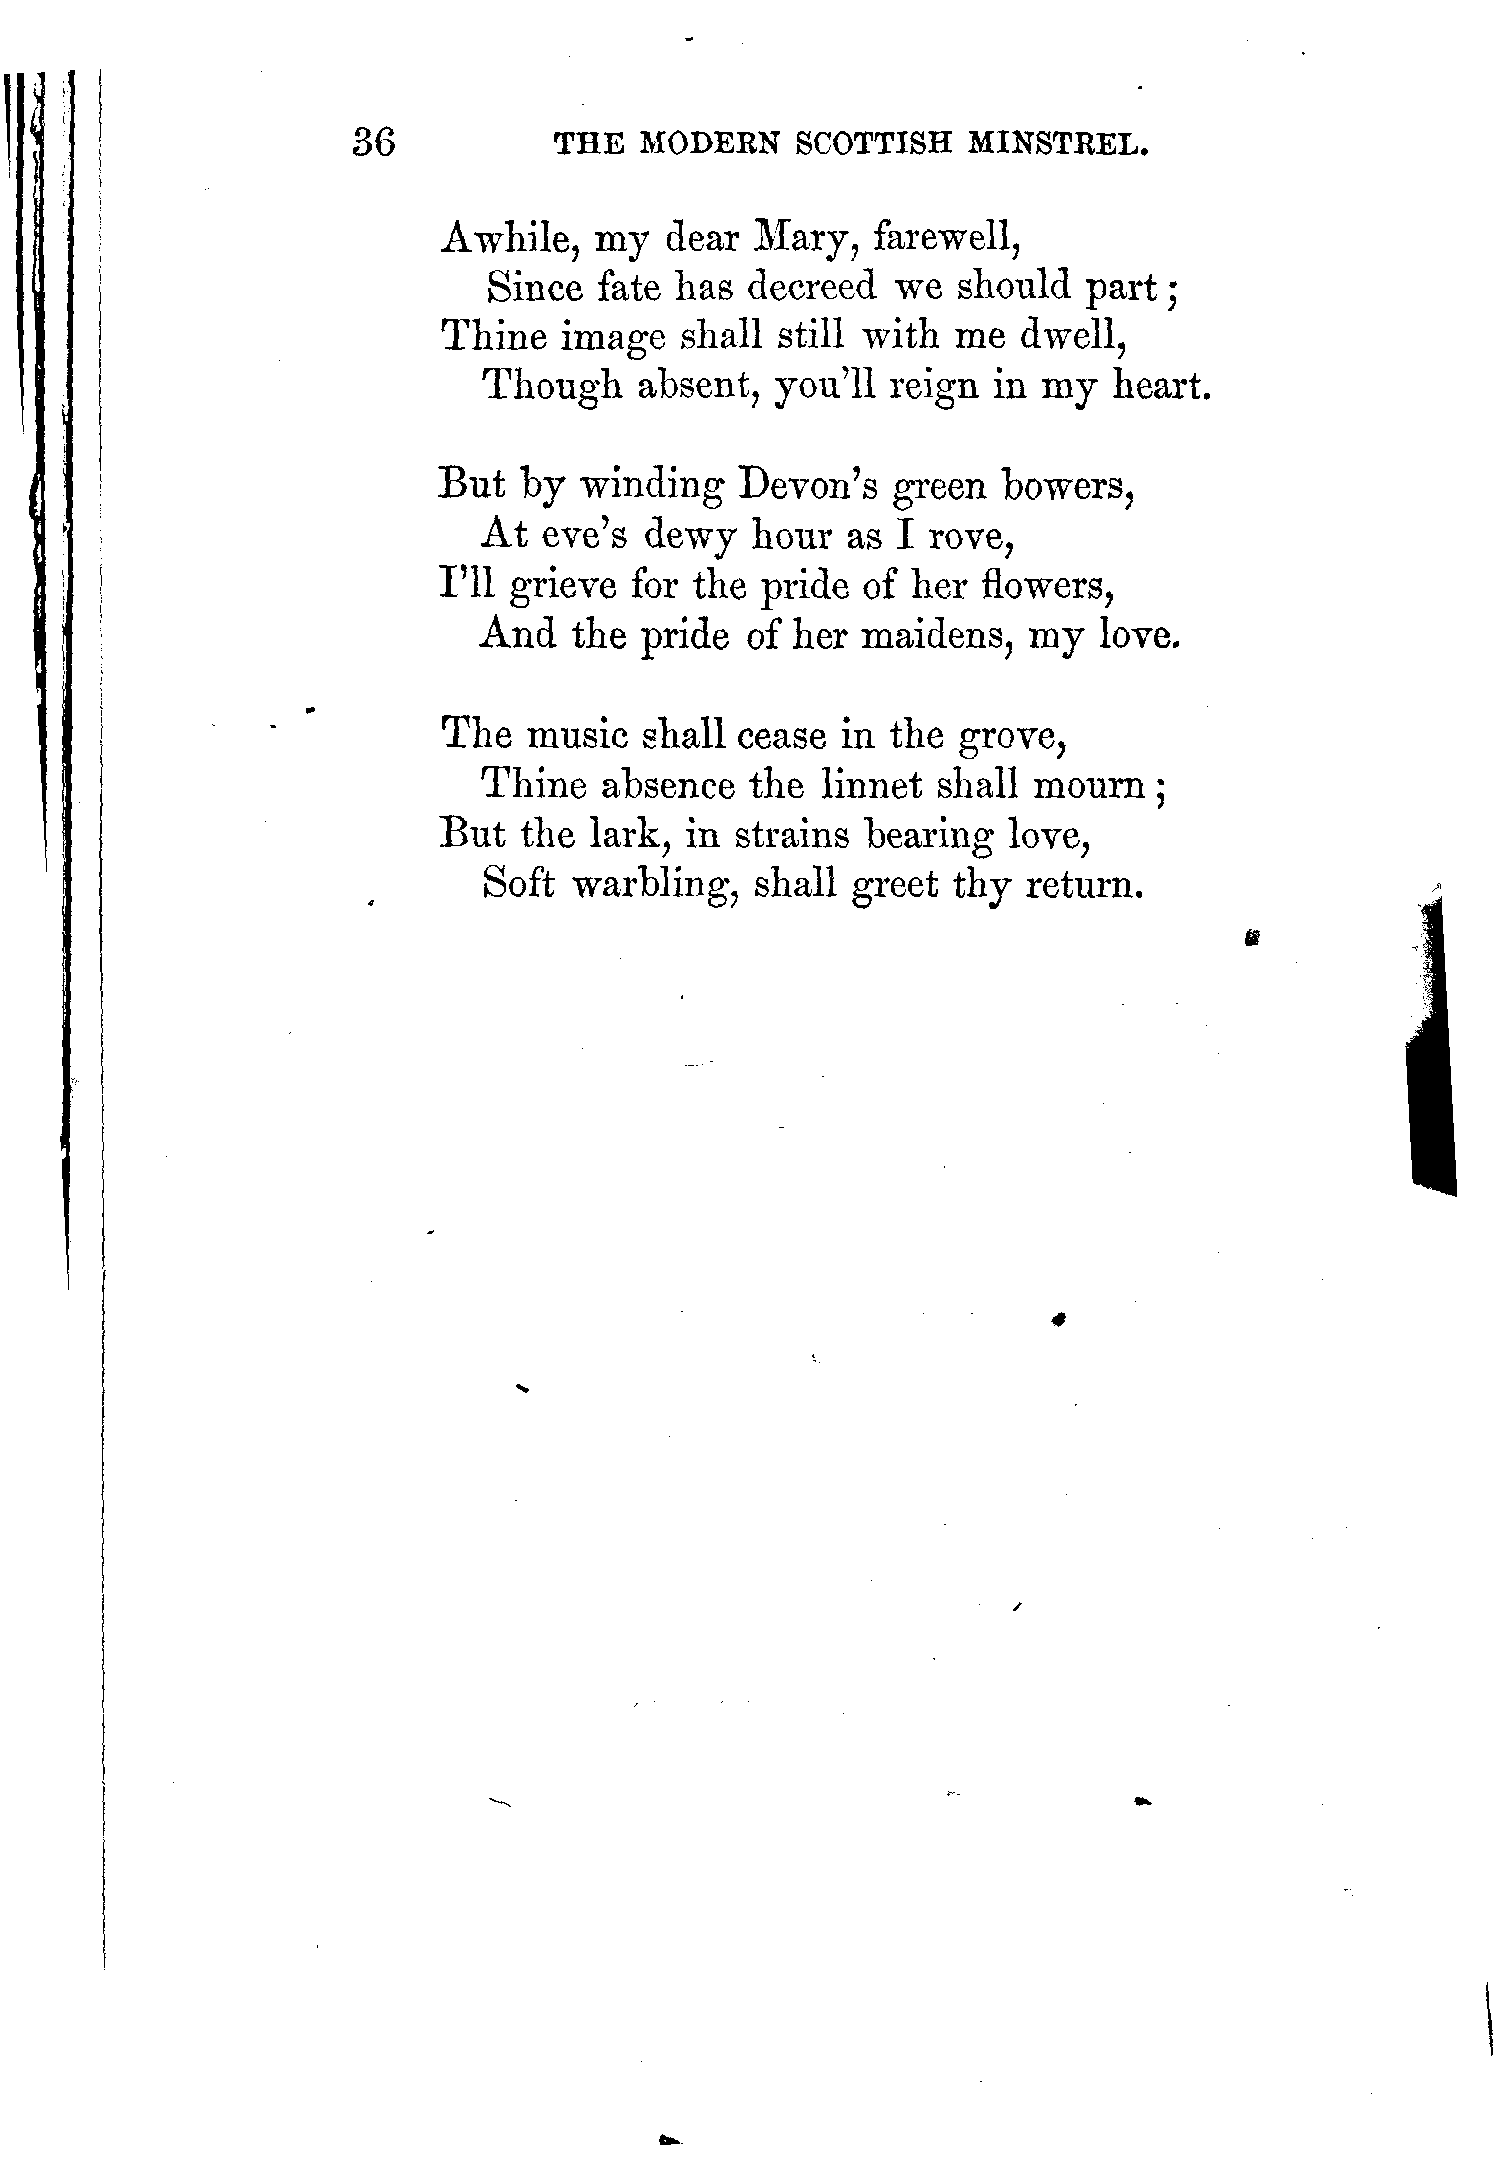 36 THE MODERN SCOTTISH MINSTREL.
Awhile, my dear Mary, farewell,
Since fate has decreed we should part;
Thine image shall still with me dwell,
Though absent, you'll reign in my heart.
But by winding Devon's green bowers,
At eve's dewy hour as I rove,
I'll grieve for the pride of her flowers,
And the pride of her maidens, my love.
The music shall cease in the grove,
Thine absence the linnet shall mourn;
But the lark, in strains bearing love,
Soft warbling, shall greet thy return.